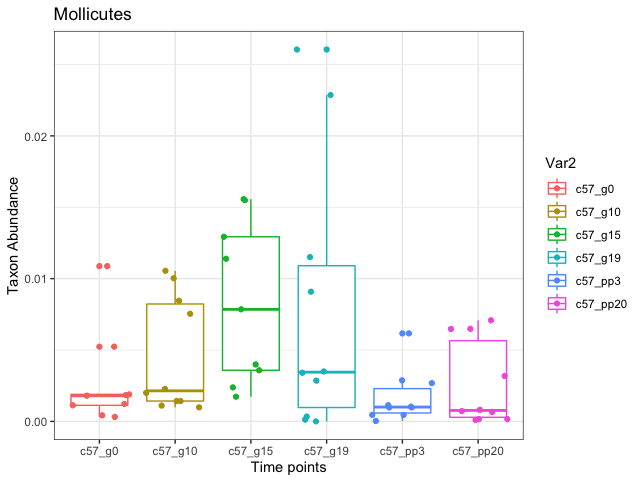 Mollicutes
Taxon Abundance
0.02
0.01
0.00
c57_g0 c57_g10 c57_g15 c57_g19 c57_pp3 c57_pp20
Time points
Var2
c57_g0
c57_g10
c57_g15
c57_g19
c57_pp3
c57_pp20